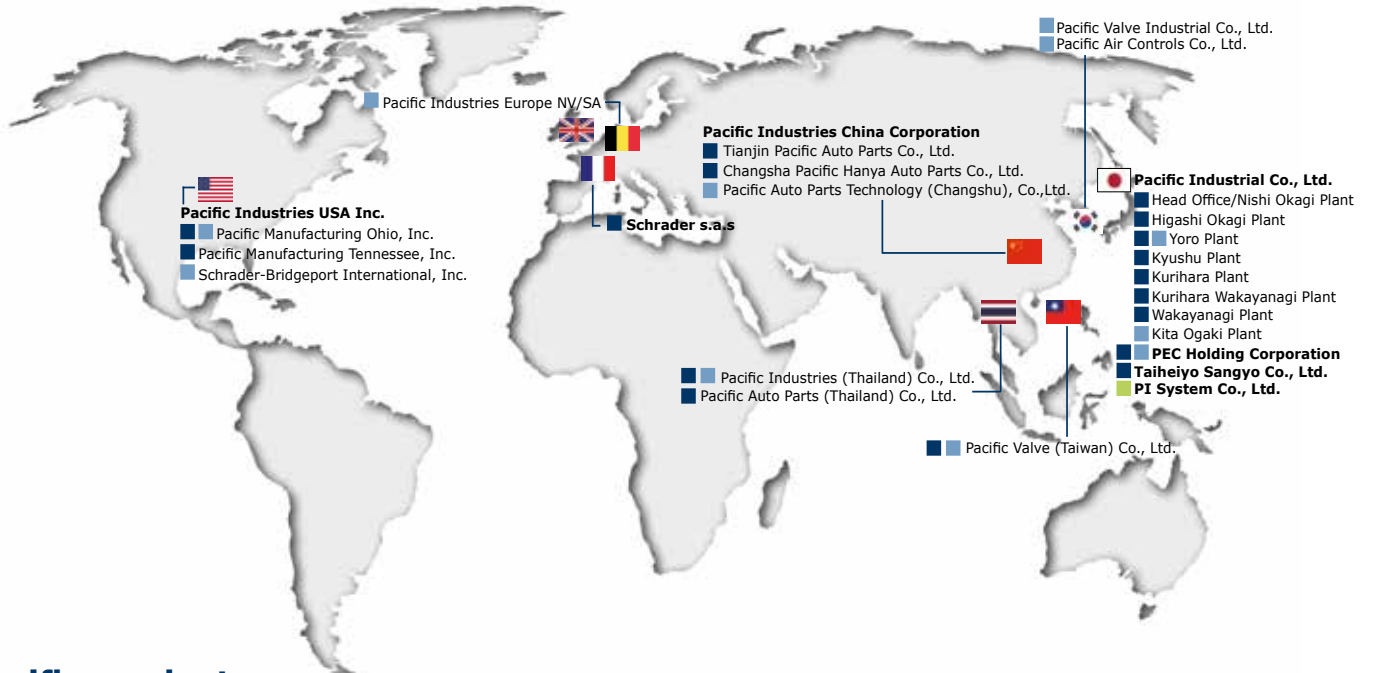 Pacific Valve Industrial Co., Ltd.
Pacific Air Controls Co., Ltd.
Pacific Industries Europe NV/SA
Pacific Industries China Corporation
Tianjin Pacific Auto Parts Co., Ltd.
Changsha Pacific Hanya Auto Parts Co., Ltd.
Pacific Auto Parts Technology (Changshu), Co.,Ltd.
Pacific Industries USA Inc.
Pacific Manufacturing Ohio, Inc.
Pacific Manufacturing Tennessee, Inc.
Schrader-Bridgeport International, Inc.
Schrader s.a.s
Pacific Industrial Co., Ltd.
Head Office/Nishi Okagi Plant
Higashi Okagi Plant
Yoro Plant
Kyushu Plant
Kurihara Plant
Kurihara Wakayanagi Plant
Wakayanagi Plant
Kita Ogaki Plant
PEC Holding Corporation
Taiheiyo Sangyo Co., Ltd.
PI System Co., Ltd.
Pacific Industries (Thailand) Co., Ltd.
Pacific Auto Parts (Thailand) Co., Ltd.
Pacific Valve (Taiwan) Co., Ltd.